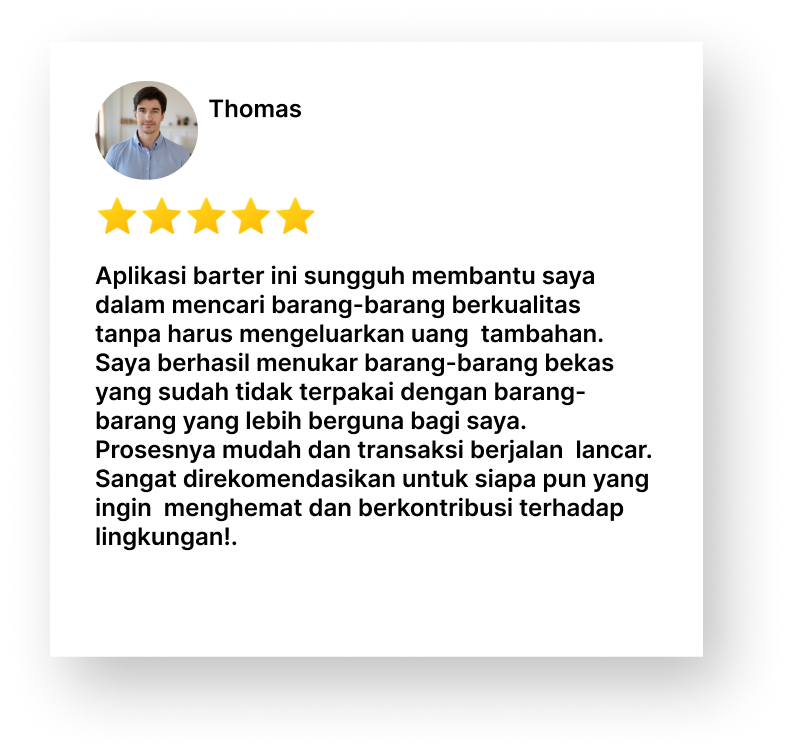 Thomas
Aplikasi barter ini sungguh membantu saya
dalam mencari barang-barang berkualitas
tanpa harus mengeluarkan uang  tambahan.
Saya berhasil menukar barang-barang bekas
yang sudah tidak terpakai dengan barang-
barang yang lebih berguna bagi saya.
Prosesnya mudah dan transaksi berjalan  lancar.
Sangat direkomendasikan untuk siapa pun yang
ingin  menghemat dan berkontribusi terhadap
lingkungan!.